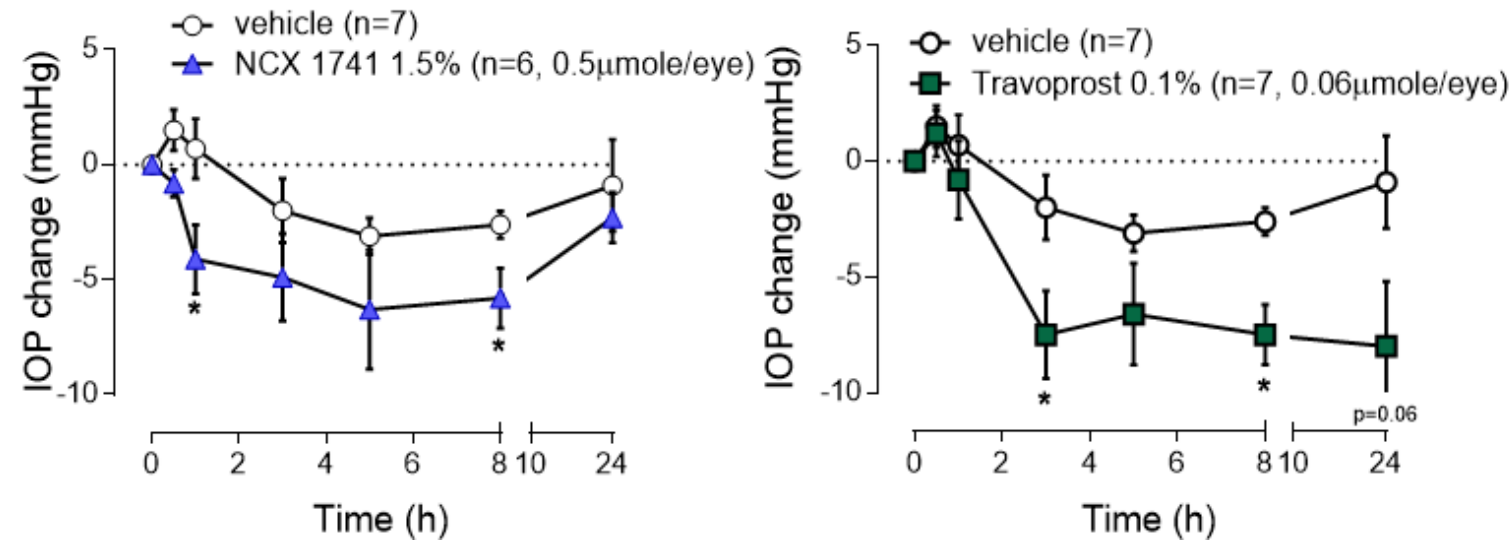 vehicle (n=7)
NCX 1741 1.5% (n=6, 0.5μmole/eye)
IOP change (mmHg)
5
0
-5
-10
*
*
0 2 4 6 8 10 24
Time (h)
vehicle (n=7)
Travoprost 0.1% (n=7, 0.06μmole/eye)
IOP change (mmHg)
5
0
-5
-10
*
*
p=0.06
0 2 4 6 8 10 24
Time (h)